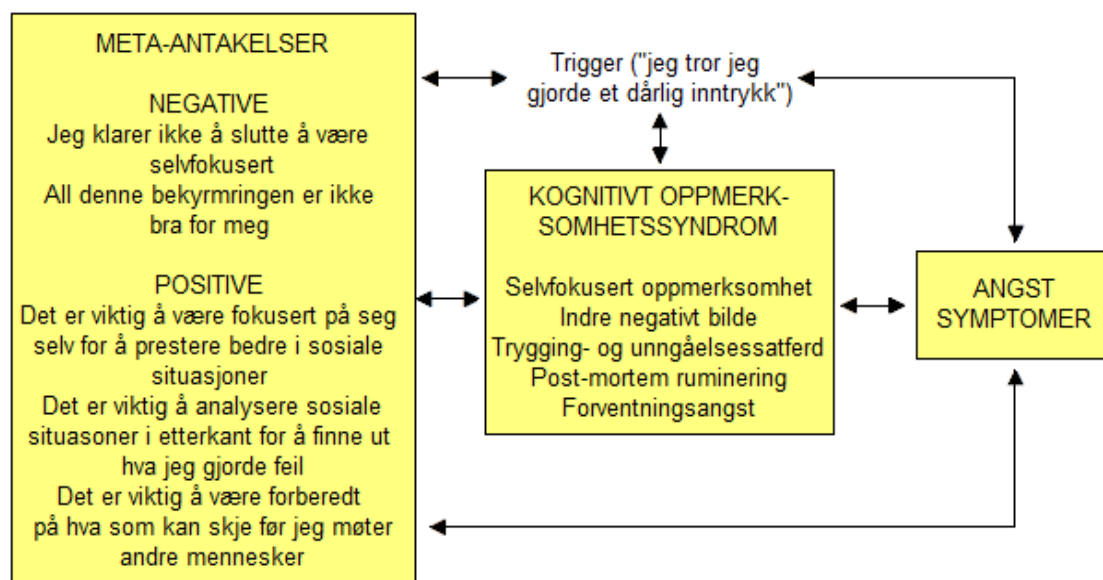 META-ANTAKELSER
NEGATIVE
Jeg klarer ikke å slutte å være
selvfokusert
All denne bekyrmringen er ikke
bra for meg
POSITIVE
Det er viktig å være fokusert på seg
selv for å prestere bedre i sosiale
situasjoner
Det er viktig å analysere sosiale
situasoner i etterkant for å finne ut
hva jeg gjorde feil
Det er viktig å være forberedt
på hva som kan skje før jeg møter
andre mennesker
Trigger ("jeg tror jeg
gjorde et dårlig inntrykk")
KOGNITIVT OPPMERK-
SOMHETSSYNDROM
Selvfokusert oppmerksomhet
Indre negativt bilde
Trygging- og unngåelsessatferd
Post-mortem ruminering
Forventningsangst
ANGST
SYMPTOMER